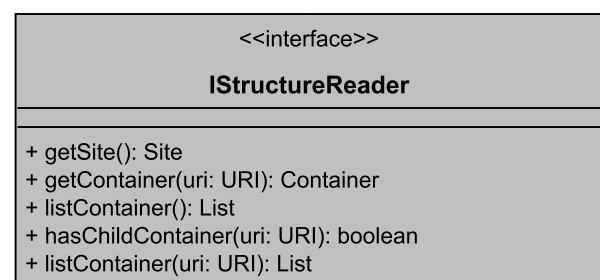 <<interface>>
IStructureReader
+ getSite(): Site
+ getContainer(uri: URI): Container
+ listContainer(): List
+ hasChildContainer(uri: URI): boolean
+ listContainer(uri: URI): List